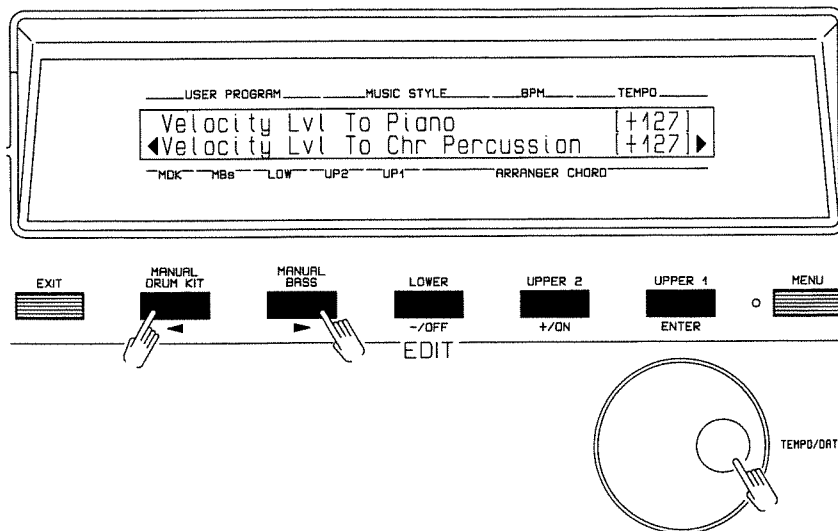 USER PROGRAM MUSIC STYLE BPM TEMPO
Velocity Lvl To Piano [+127]
◀Velocity Lvl To Chr Percussion [+127]▶
MDK MBs LOW UP2 UP1 ARRANGER CHORD
EXIT MANUAL DRUM KIT MANUAL BASS LOWER UPPER 2 UPPER 1 MENU
◀ ▶ -/OFF +/ON ENTER
EDIT
TEMPO/DAT